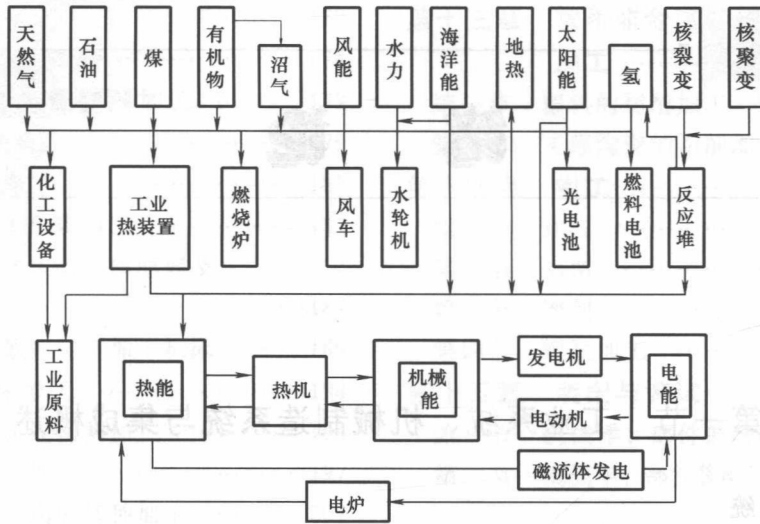 天然气
石油
煤
有机物
沼气
风能
水力
海洋能
地热
太阳能
氢
核裂变
核聚变
化工设备
工业
热装置
燃烧炉
风车
水轮机
光电池
燃料电池
反应堆
工业原料
热能
热机
机械
能
发电机
电动机
电
能
磁流体发电
电炉